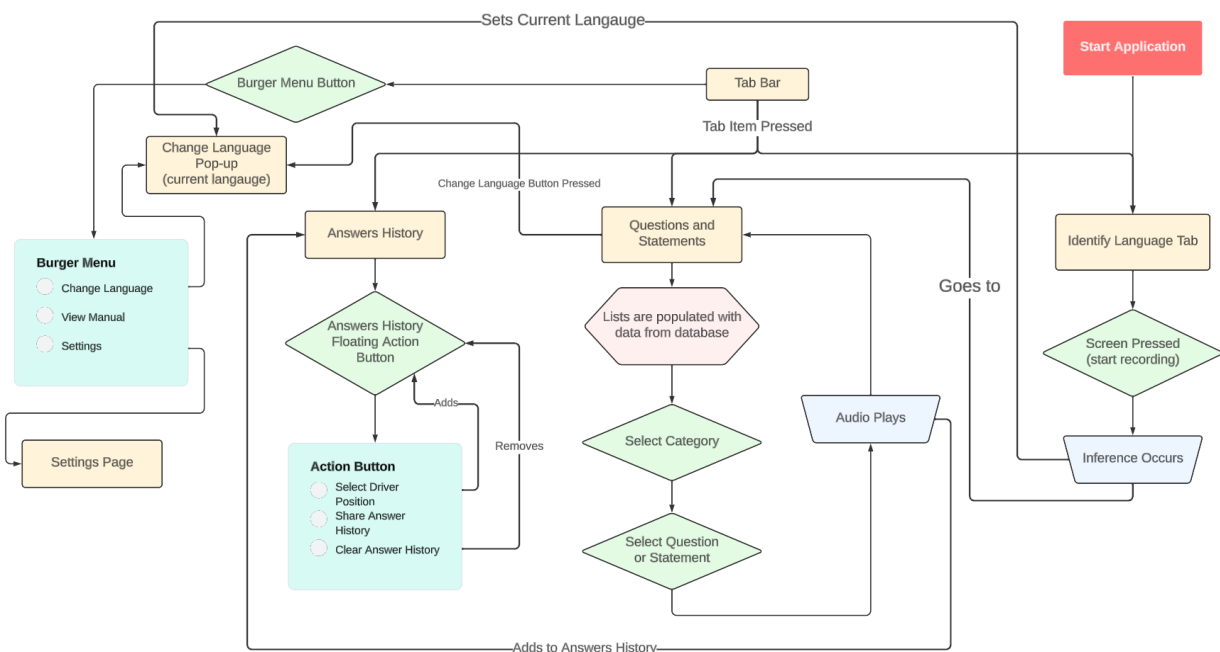 Sets Current Langauge
Start Application
Burger Menu Button
Tab Bar
Tab Item Pressed
Change Language
Pop-up
(current langauge)
Change Language Button Pressed
Answers History
Questions and
Statements
Identify Language Tab
Burger Menu
Change Language
View Manual
Settings
Goes to
Answers History
Floating Action
Button
Lists are populated with
data from database
Screen Pressed
(start recording)
Adds
Removes
Audio Plays
Select Category
Settings Page
Inference Occurs
Action Button
Select Driver
Position
Share Answer
History
Clear Answer History
Select Question
or Statement
Adds to Answers History